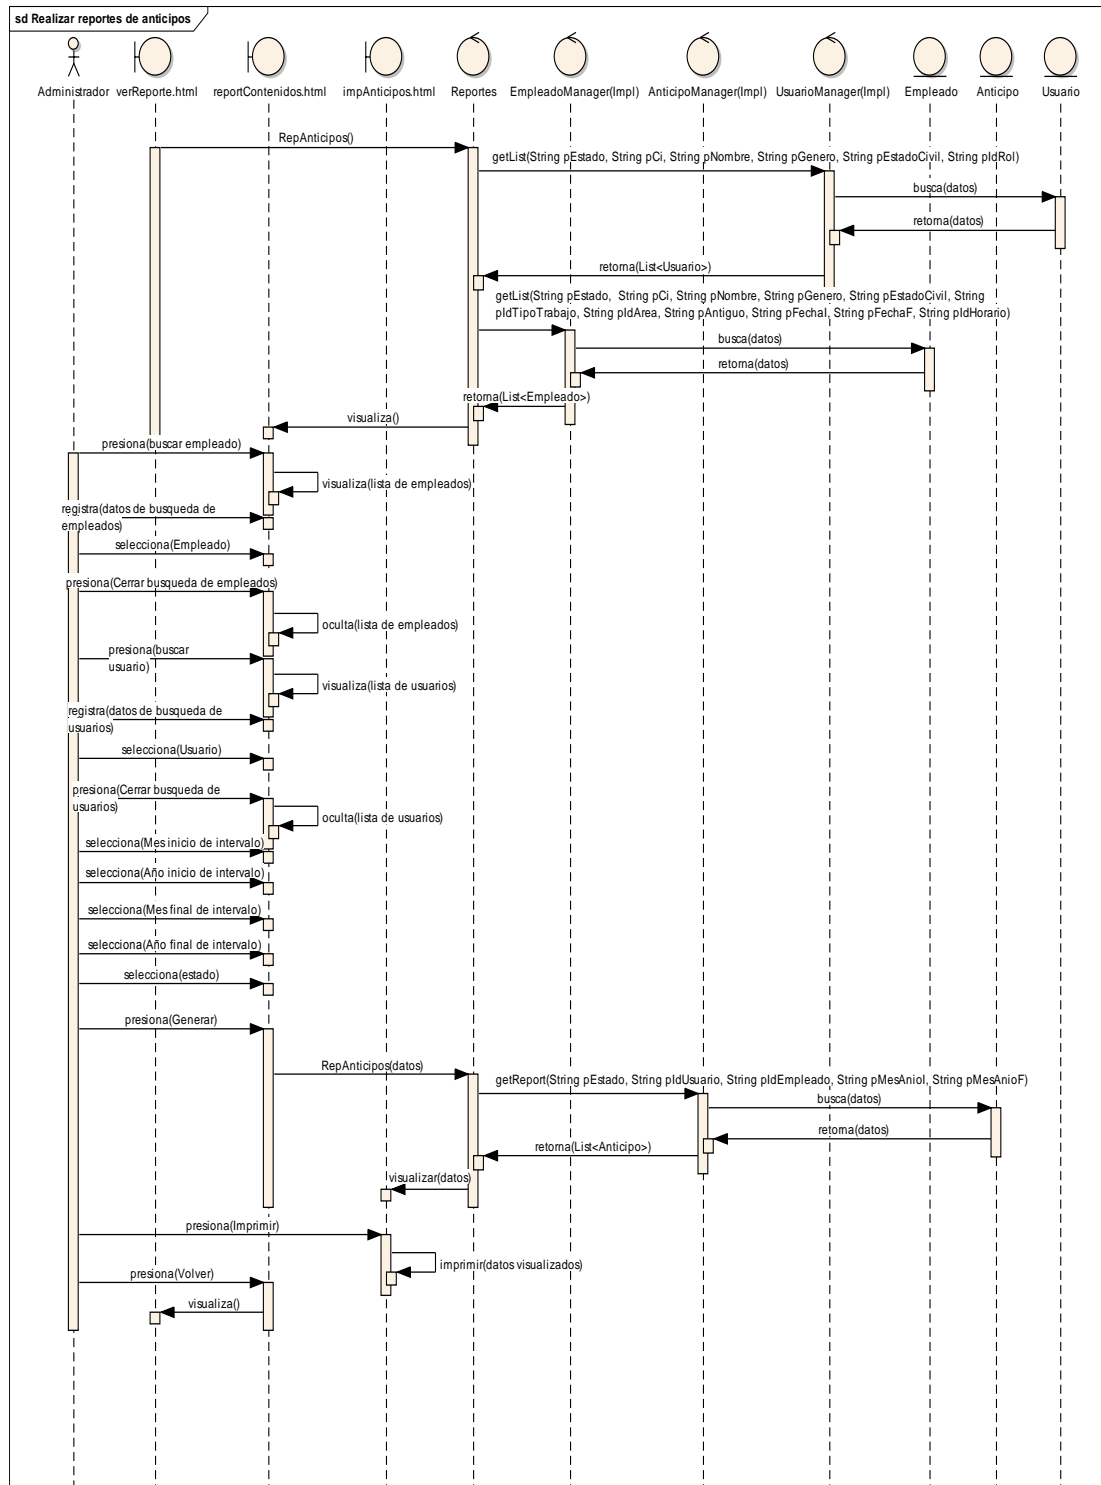 sd Realizar reportes de anticipos
Administrador verReporte.html reportContenidos.html impAnticipos.html Reportes EmpleadoManager(Impl) AnticipoManager(Impl) UsuarioManager(Impl) Empleado Anticipo Usuario
RepAnticipos()
getList(String pEstado, String pCi, String pNombre, String pGenero, String pEstadoCivil, String pIdRol)
busca(datos)
retorna(datos)
retorna(List<Usuario>)
getList(String pEstado, String pCi, String pNombre, String pGenero, String pEstadoCivil, String
pIdTipoTrabajo, String pIdArea, String pAntiguo, String pFechaI, String pFechaF, String pIdHorario)
busca(datos)
retorna(datos)
retorna(List<Empleado>)
visualiza()
presiona(buscar empleado)
visualiza(lista de empleados)
registra(datos de busqueda de
empleados)
selecciona(Empleado)
presiona(Cerrar busqueda de empleados)
oculta(lista de empleados)
presiona(buscar
usuario)
visualiza(lista de usuarios)
registra(datos de busqueda de
usuarios)
selecciona(Usuario)
presiona(Cerrar busqueda de
usuarios)
oculta(lista de usuarios)
selecciona(Mes inicio de intervalo)
selecciona(Año inicio de intervalo)
selecciona(Mes final de intervalo)
selecciona(Año final de intervalo)
selecciona(estado)
presiona(Generar)
RepAnticipos(datos)
getReport(String pEstado, String pIdUsuario, String pIdEmpleado, String pMesAnioI, String pMesAnioF)
busca(datos)
retorna(datos)
retorna(List<Anticipo>)
visualizar(datos)
presiona(Imprimir)
imprimir(datos visualizados)
presiona(Volver)
visualiza()